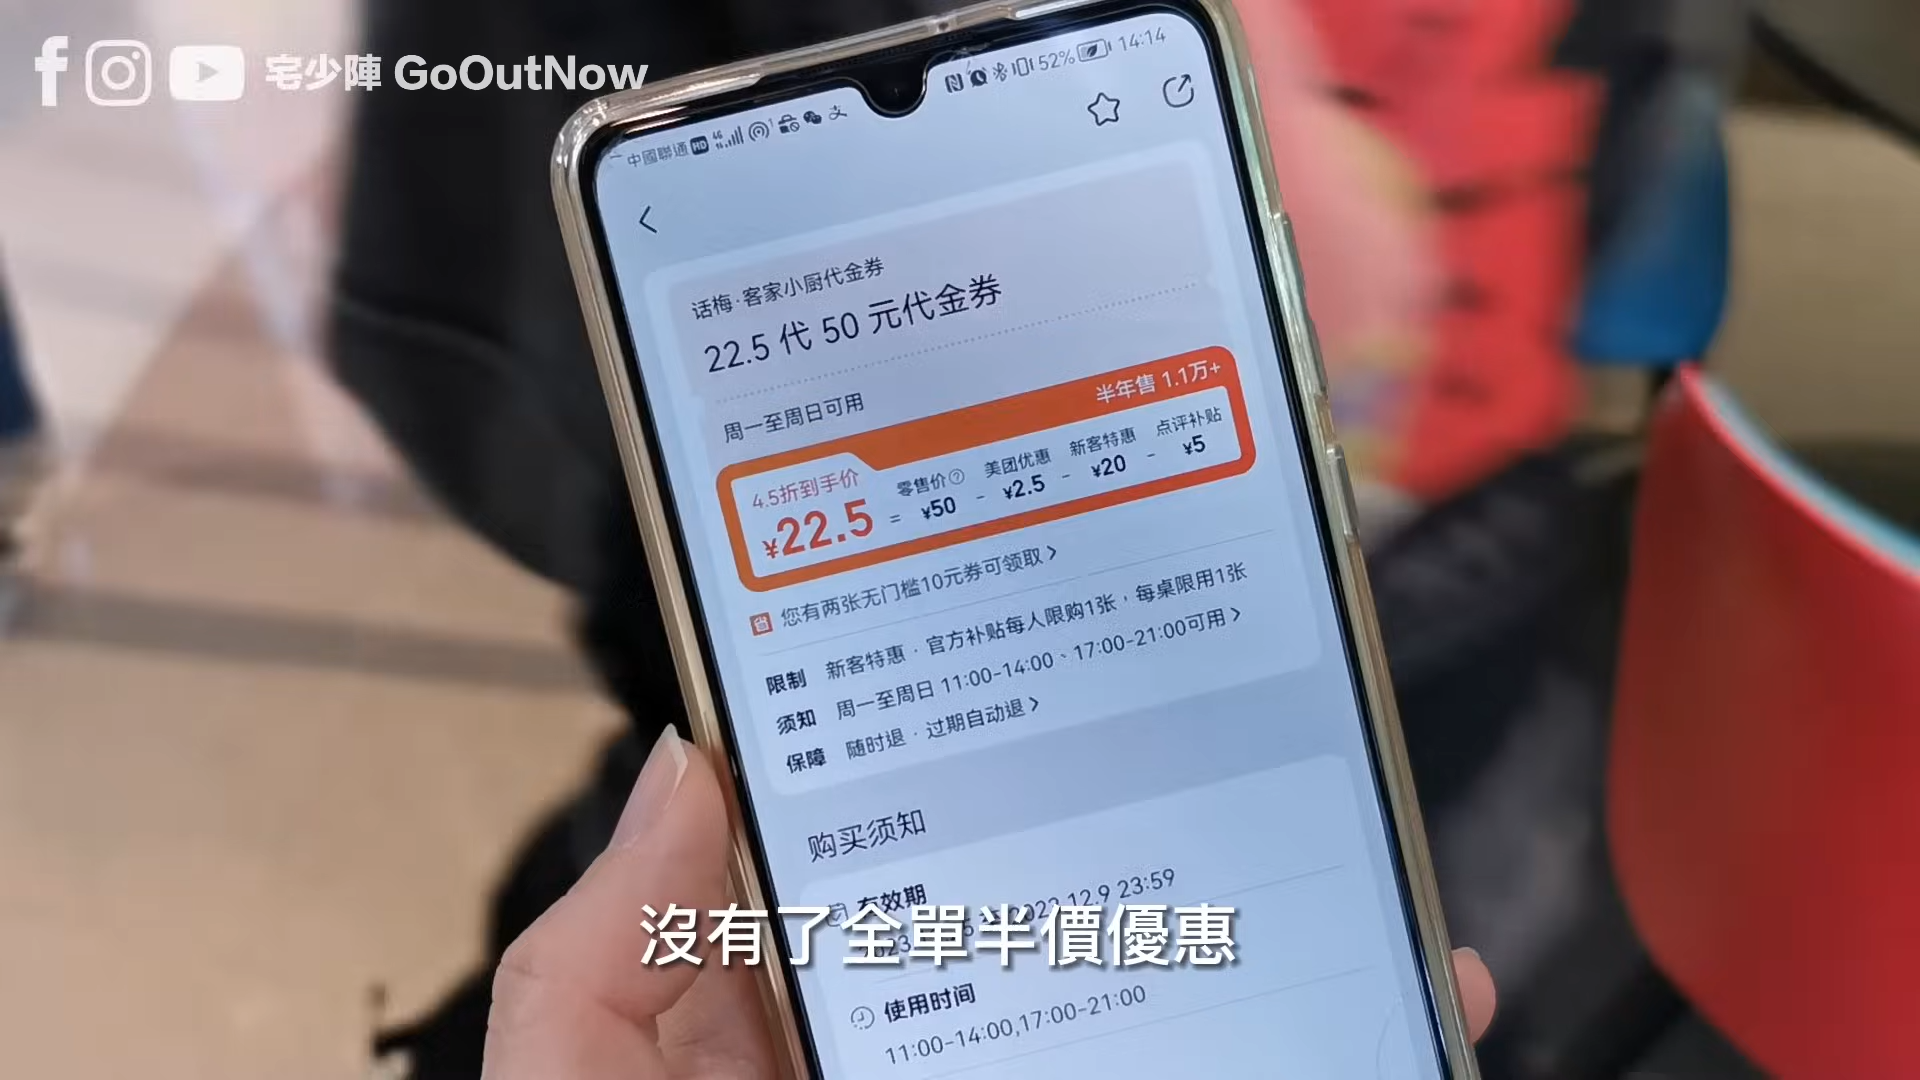 宅少陣 GoOutNow
中國聯通 HD 4G
52% 14:14
话梅·客家小厨代金券
22.5 代 50 元代金券
周一至周日可用
半年售 1.1万+
4.5折到手价 零售价 美团优惠 新客特惠 点评补贴
¥22.5 = ¥50 - ¥2.5 - ¥20 - ¥5
省 您有两张无门槛10元券可领取
限制 新客特惠·官方补贴每人限购1张,每桌限用1张
须知 周一至周日 11:00-14:00、17:00-21:00可用
保障 随时退·过期自动退
购买须知
有效期
12.9 23:59
沒有了全單半價優惠
使用时间
11:00-14:00,17:00-21:00